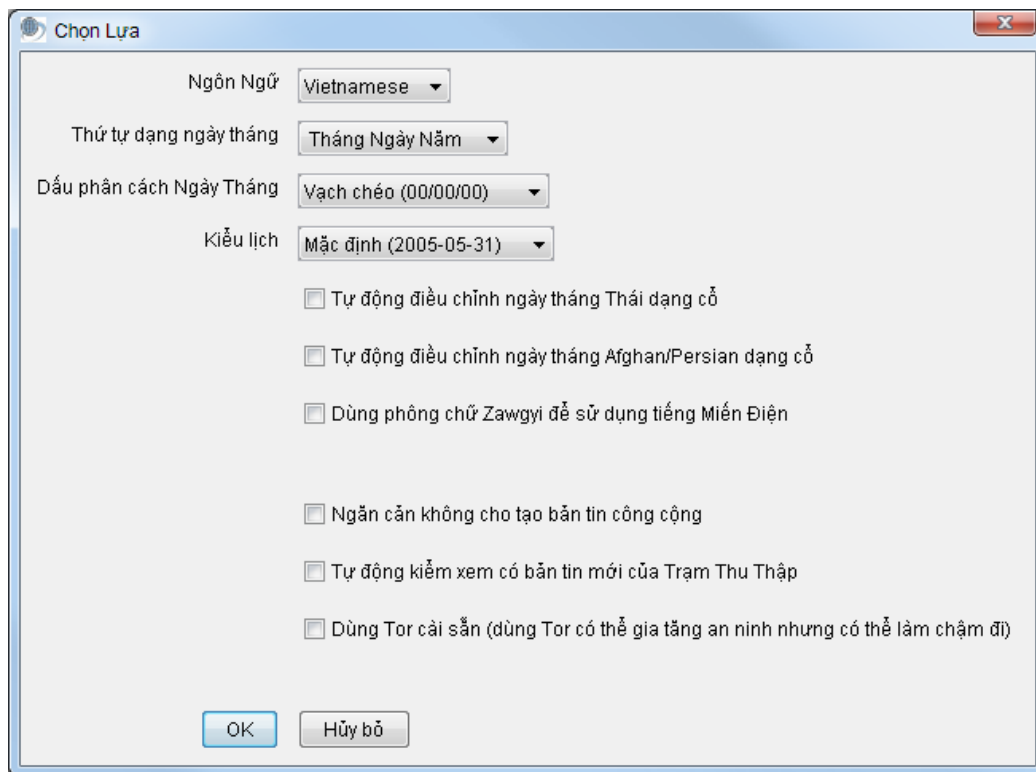 Chọn Lựa
Ngôn Ngữ Vietnamese
Thứ tự dạng ngày tháng Tháng Ngày Năm
Dấu phân cách Ngày Tháng Vạch chéo (00/00/00)
Kiểu lịch Mặc định (2005-05-31)
Tự động điều chỉnh ngày tháng Thái dạng cổ
Tự động điều chỉnh ngày tháng Afghan/Persian dạng cổ
Dùng phông chữ Zawgyi để sử dụng tiếng Miến Điện
Ngăn cản không cho tạo bản tin công cộng
Tự động kiểm xem có bản tin mới của Trạm Thu Thập
Dùng Tor cài sẵn (dùng Tor có thể gia tăng an ninh nhưng có thể làm chậm đi)
OK Hủy bỏ